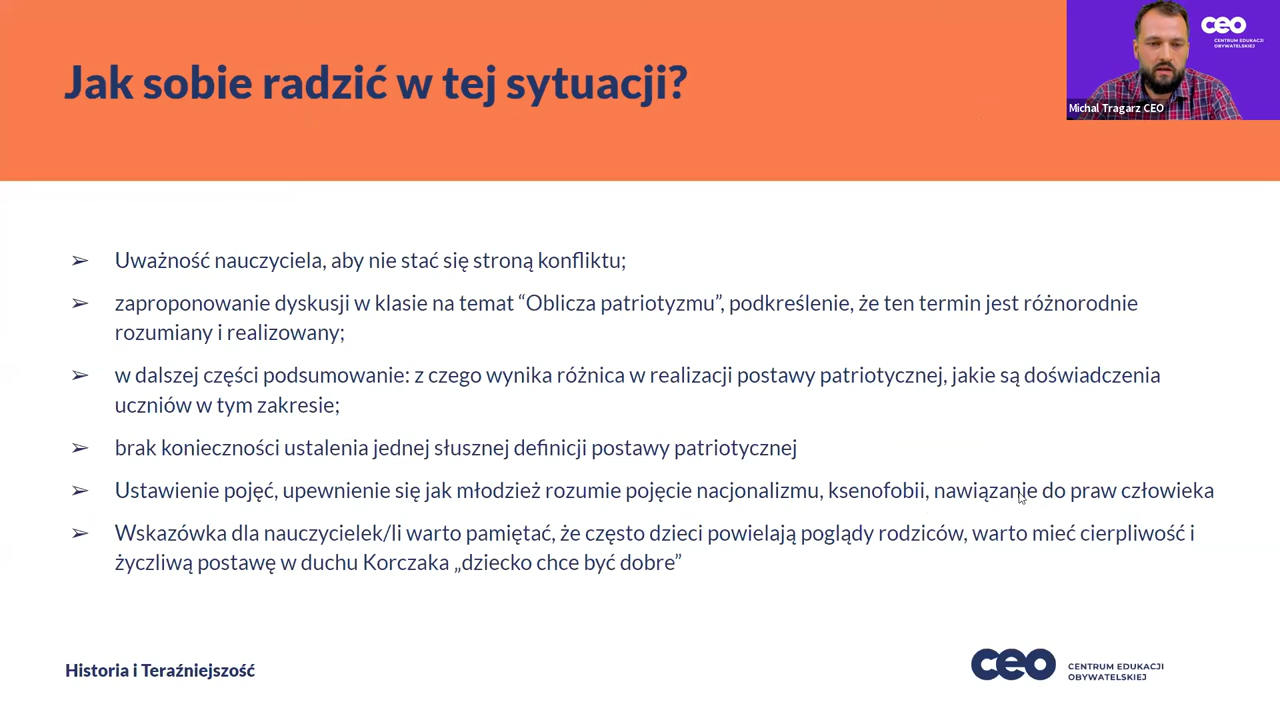 Jak sobie radzić w tej sytuacji?
ceo
CENTRUM EDUKACJI
OBYWATELSKIEJ
Michal Tragarz CEO
➢ Uważność nauczyciela, aby nie stać się stroną konfliktu;
➢ zaproponowanie dyskusji w klasie na temat “Oblicza patriotyzmu”, podkreślenie, że ten termin jest różnorodnie
rozumiany i realizowany;
➢ w dalszej części podsumowanie: z czego wynika różnica w realizacji postawy patriotycznej, jakie są doświadczenia
uczniów w tym zakresie;
➢ brak konieczności ustalenia jednej słusznej definicji postawy patriotycznej
➢ Ustawienie pojęć, upewnienie się jak młodzież rozumie pojęcie nacjonalizmu, ksenofobii, nawiązanie do praw człowieka
➢ Wskazówka dla nauczycielek/li warto pamiętać, że często dzieci powielają poglądy rodziców, warto mieć cierpliwość i
życzliwą postawę w duchu Korczaka „dziecko chce być dobre”
Historia i Teraźniejszość
ceo
CENTRUM EDUKACJI
OBYWATELSKIEJ